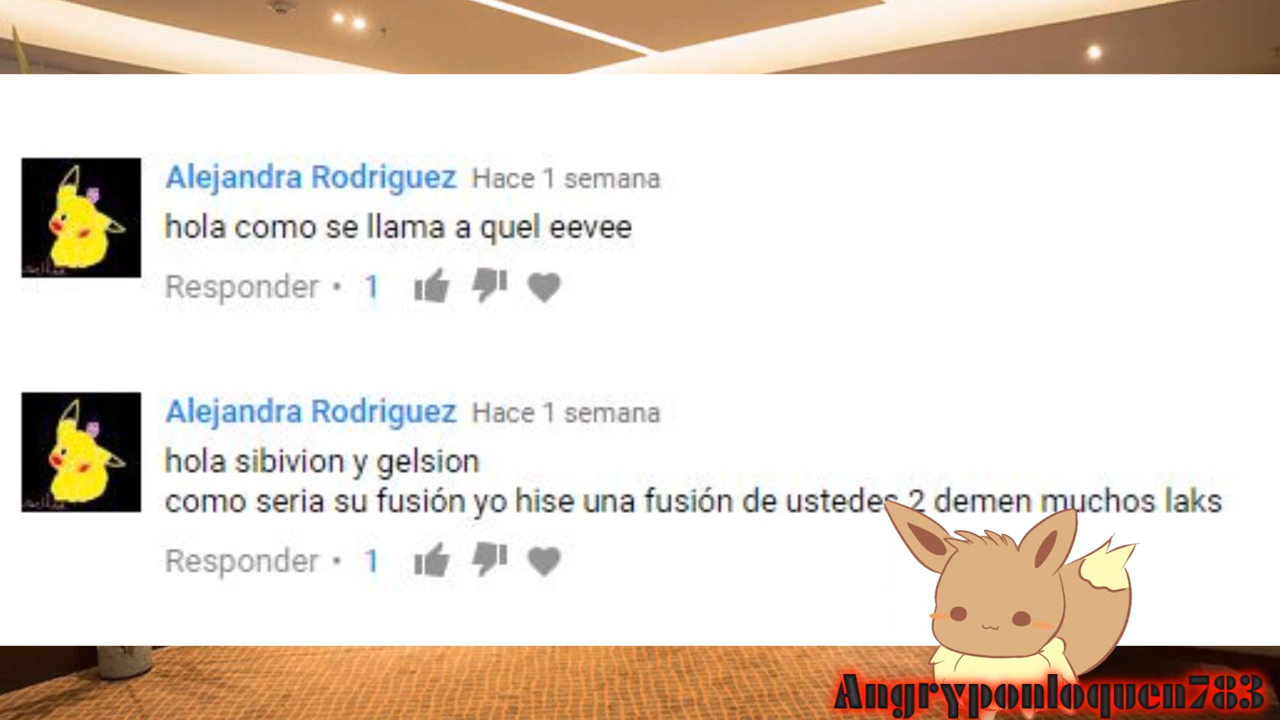 Alejandra Rodriguez Hace 1 semana
hola como se llama a quel eevee
Responder • 1
Alejandra Rodriguez Hace 1 semana
hola sibivion y gelsion
como seria su fusión yo hise una fusión de ustedes 2 demen muchos laks
Responder • 1
Angryponloquen783